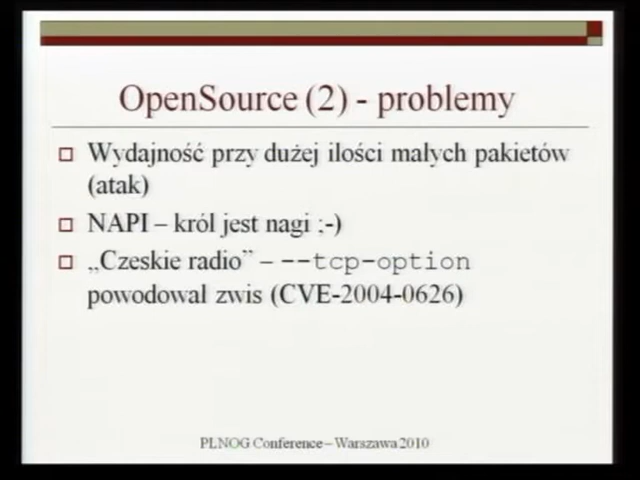 OpenSource (2) - problemy
Wydajność przy dużej ilości małych pakietów
(atak)
NAPI – król jest nagi ;-)
„Czeskie radio” – --tcp-option
powodowal zwis (CVE-2004-0626)
PLNOG Conference – Warszawa 2010